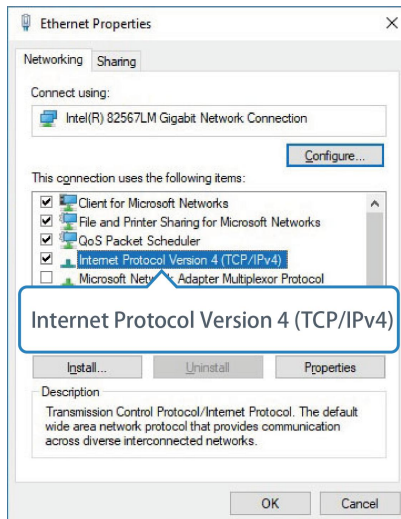 Ethernet Properties
Networking Sharing
Connect using:
Intel(R) 82567LM Gigabit Network Connection
Configure...
This connection uses the following items:
Client for Microsoft Networks
File and Printer Sharing for Microsoft Networks
QoS Packet Scheduler
Internet Protocol Version 4 (TCP/IPv4)
Microsoft Network Adapter Multiplexor Protocol
Internet Protocol Version 4 (TCP/IPv4)
Install... Uninstall Properties
Description
Transmission Control Protocol/Internet Protocol. The default
wide area network protocol that provides communication
across diverse interconnected networks.
OK Cancel